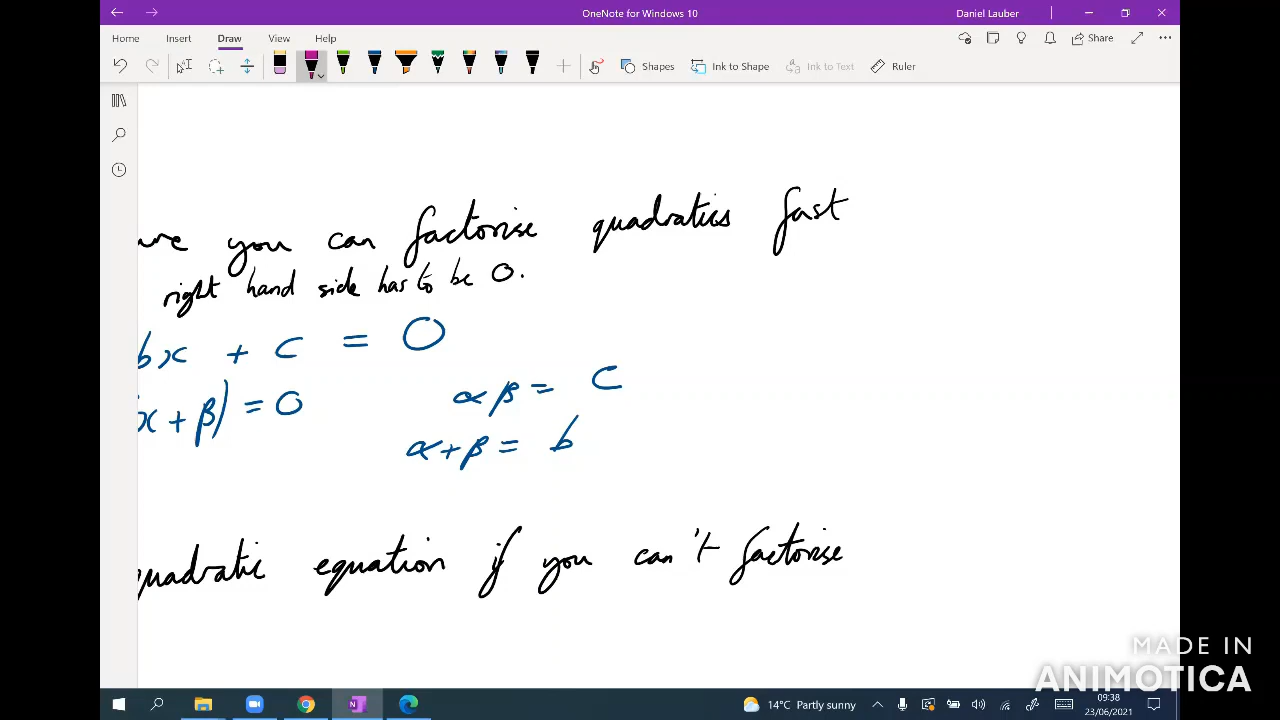 OneNote for Windows 10
Daniel Lauber
Home Insert Draw View Help
Share
Shapes
Ink to Shape
Ink to Text
Ruler
you can factorise quadratics fast
right hand side has to be 0.
bx + c = 0
x + β) = 0
αβ = c
α+β = b
quadratic equation if you can't factorise
MADE IN
ANIMOTICA
14°C Partly sunny
09:38
23/06/2021